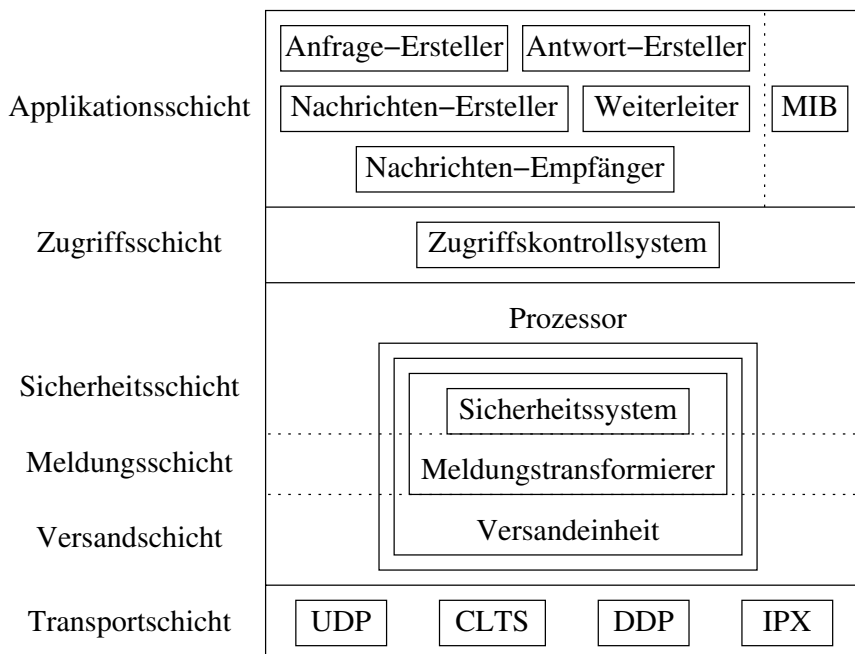 Anfrage−Ersteller Antwort−Ersteller
Applikationsschicht Nachrichten−Ersteller Weiterleiter MIB
Nachrichten−Empfänger
Zugriffsschicht Zugriffskontrollsystem
Prozessor
Sicherheitsschicht
Sicherheitssystem
Meldungsschicht Meldungstransformierer
Versandschicht Versandeinheit
Transportschicht UDP CLTS DDP IPX